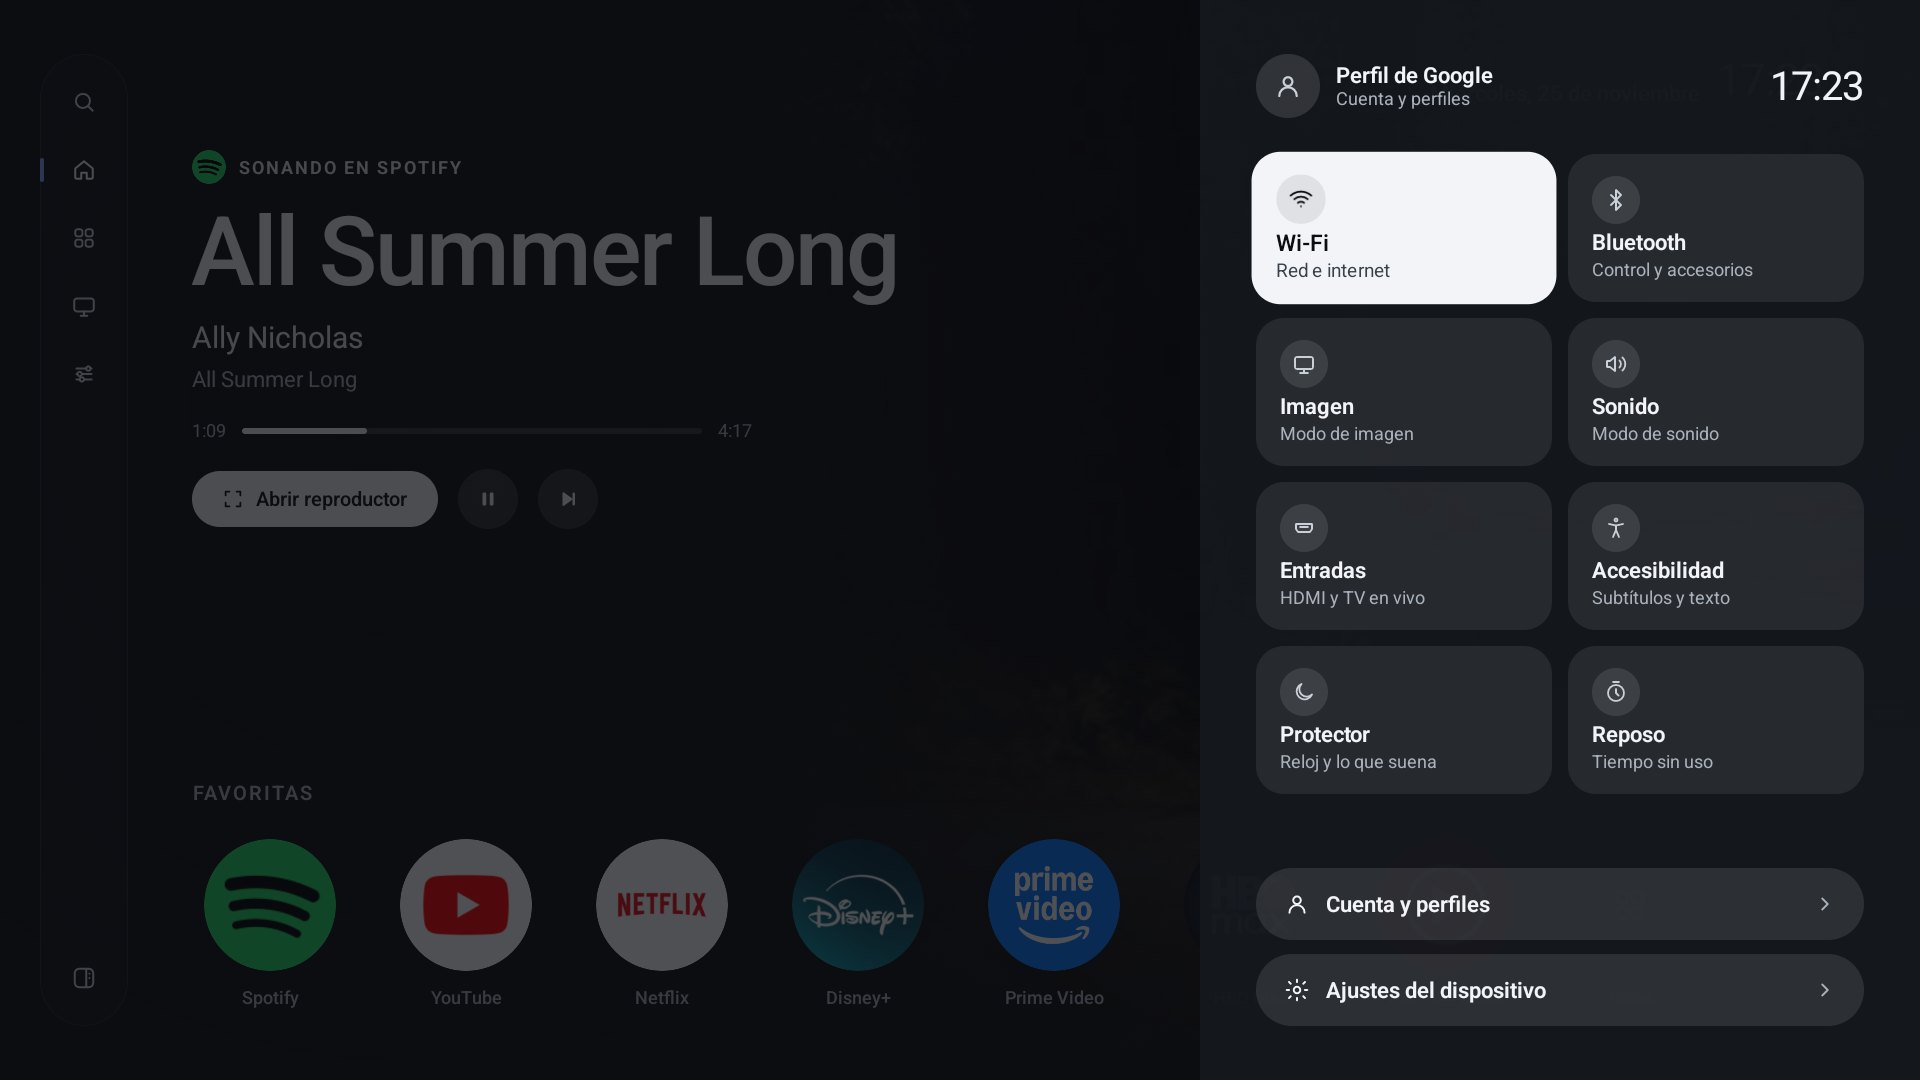 SONANDO EN SPOTIFY
All Summer Long
Ally Nicholas
All Summer Long
1:09
4:17
Abrir reproductor
FAVORITAS
NETFLIX
Disney+
prime
video
Spotify
YouTube
Netflix
Disney+
Prime Video
Perfil de Google
Cuenta y perfiles
25 de noviembre
17:23
Wi-Fi
Red e internet
Bluetooth
Control y accesorios
Imagen
Modo de imagen
Sonido
Modo de sonido
Entradas
HDMI y TV en vivo
Accesibilidad
Subtítulos y texto
Protector
Reloj y lo que suena
Reposo
Tiempo sin uso
Cuenta y perfiles
Ajustes del dispositivo